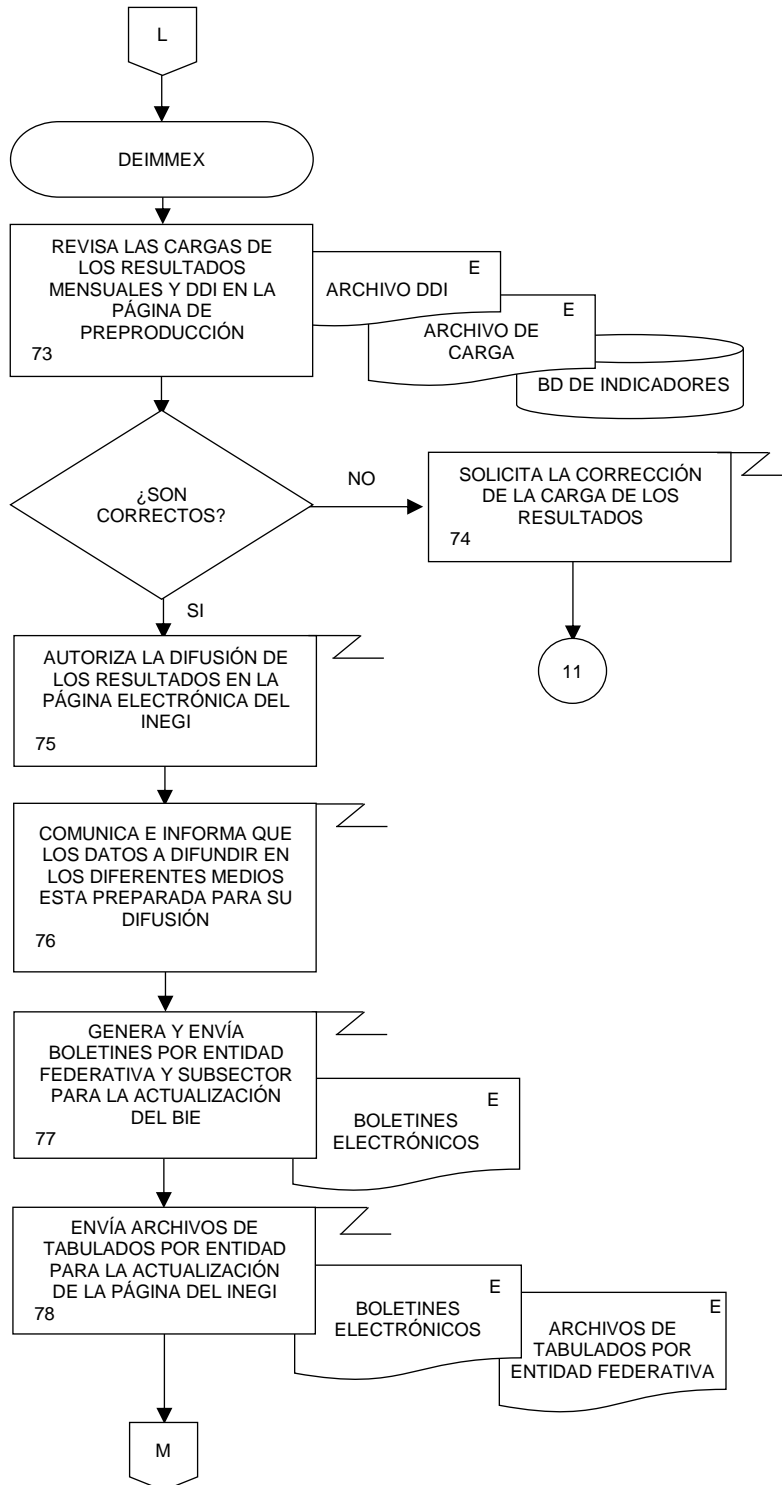 L
DEIMMEX
REVISA LAS CARGAS DE
LOS RESULTADOS
MENSUALES Y DDI EN LA
PÁGINA DE
PREPRODUCCIÓN
73
E
ARCHIVO DDI
E
ARCHIVO DE
CARGA
BD DE INDICADORES
¿SON
CORRECTOS?
NO
SOLICITA LA CORRECCIÓN
DE LA CARGA DE LOS
RESULTADOS
74
11
SI
AUTORIZA LA DIFUSIÓN DE
LOS RESULTADOS EN LA
PÁGINA ELECTRÓNICA DEL
INEGI
75
COMUNICA E INFORMA QUE
LOS DATOS A DIFUNDIR EN
LOS DIFERENTES MEDIOS
ESTA PREPARADA PARA SU
DIFUSIÓN
76
GENERA Y ENVÍA
BOLETINES POR ENTIDAD
FEDERATIVA Y SUBSECTOR
PARA LA ACTUALIZACIÓN
DEL BIE
77
E
BOLETINES
ELECTRÓNICOS
ENVÍA ARCHIVOS DE
TABULADOS POR ENTIDAD
PARA LA ACTUALIZACIÓN
DE LA PÁGINA DEL INEGI
78
E
BOLETINES
ELECTRÓNICOS
E
ARCHIVOS DE
TABULADOS POR
ENTIDAD FEDERATIVA
M